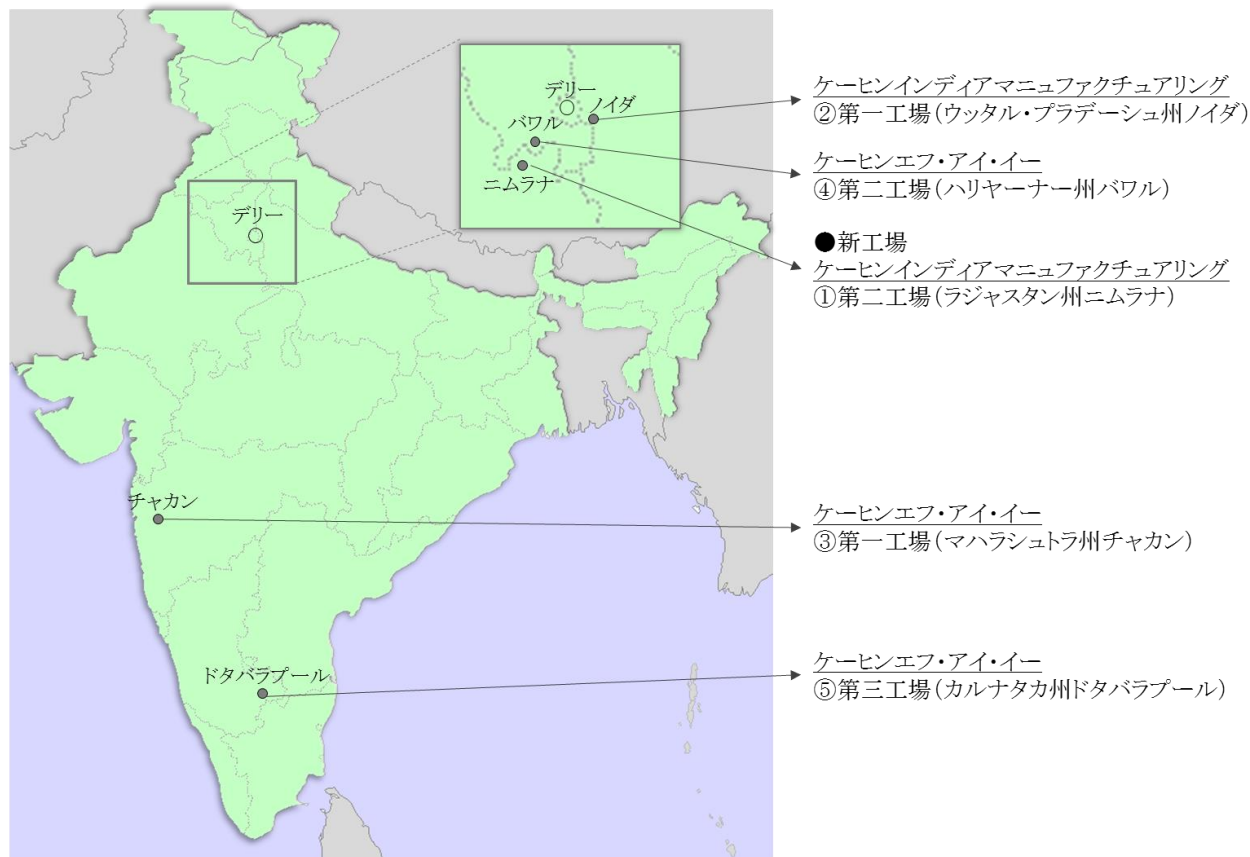 デリー
ノイダ
バワル
ニムラナ
デリー
チャカン
ドタバラプール
ケーヒンインディアマニュファクチュアリング
②第一工場(ウッタル・プラデーシュ州ノイダ)
ケーヒンエフ・アイ・イー
④第二工場(ハリヤーナー州バワル)
●新工場
ケーヒンインディアマニュファクチュアリング
①第二工場(ラジャスタン州ニムラナ)
ケーヒンエフ・アイ・イー
③第一工場(マハラシュトラ州チャカン)
ケーヒンエフ・アイ・イー
⑤第三工場(カルナタカ州ドタバラプール)